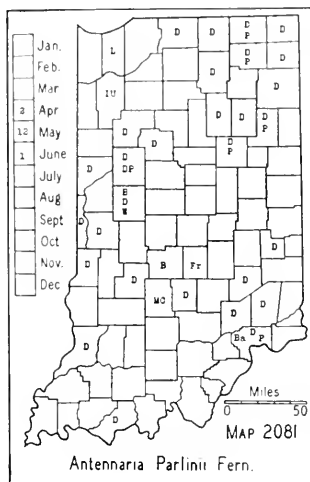 Jan.
Feb.
Mar
2 Apr
12 May
1 June
July
Aug
Sept
Oct
Nov.
Dec
L D D D P D
D D P D
IU D
D D D D P
D D
D DP D P
D
B D W
D D
D
D D B Fr D
MC D
D D
D Ba D P
D
Miles
0 50
MAP 2081
Antennaria Parlinii Fern.